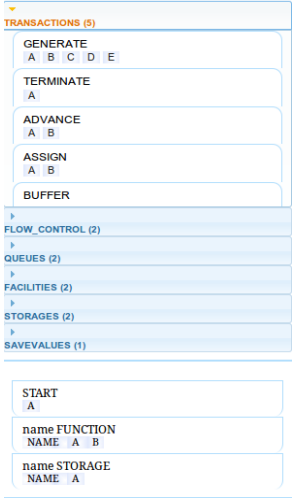 TRANSACTIONS (5)
GENERATE
A B C D E
TERMINATE
A
ADVANCE
A B
ASSIGN
A B
BUFFER
FLOW_CONTROL (2)
QUEUES (2)
FACILITIES (2)
STORAGES (2)
SAVEVALUES (1)
START
A
name FUNCTION
NAME A B
name STORAGE
NAME A